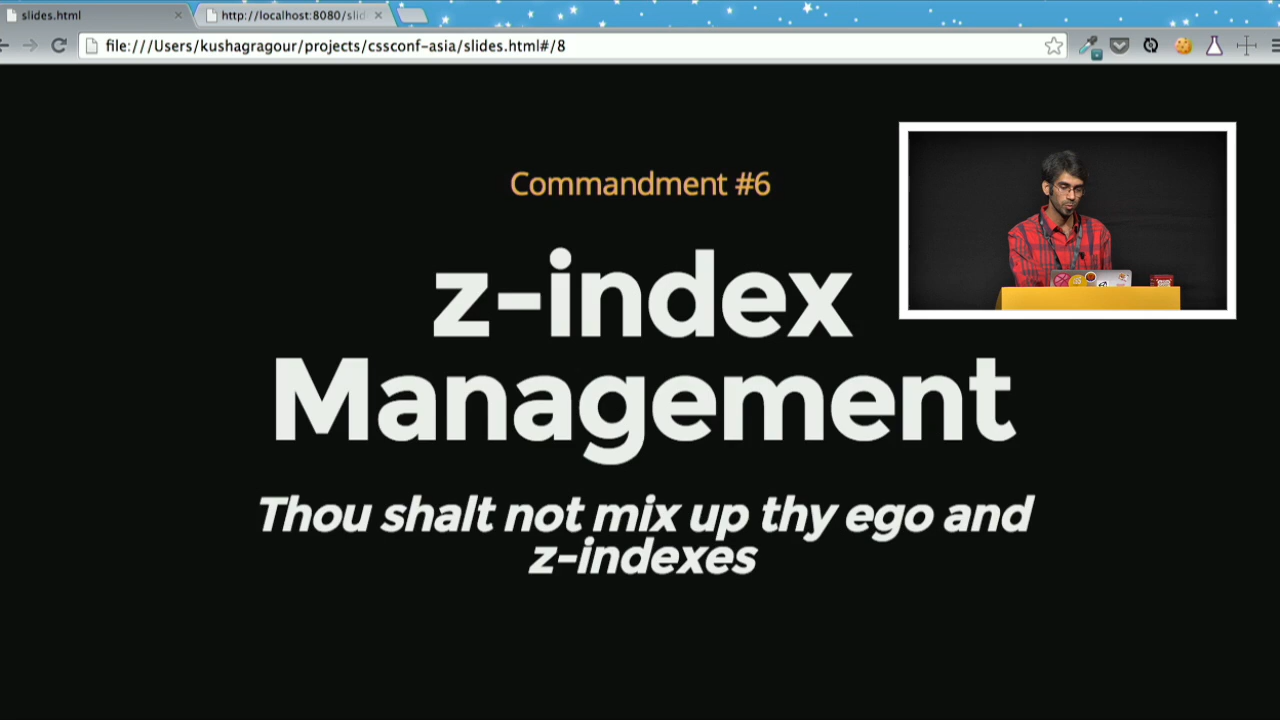 slides.html
http://localhost:8080/slid
file:///Users/kushagragour/projects/cssconf-asia/slides.html#/8
Commandment #6
z-index
Management
Thou shalt not mix up thy ego and
z-indexes